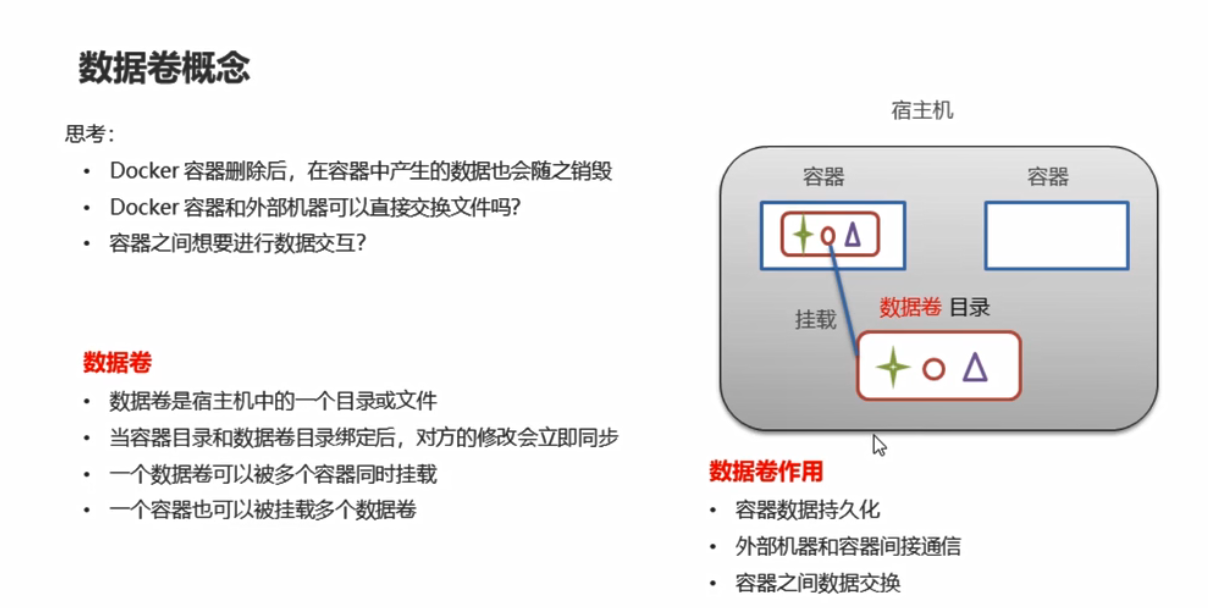 数据卷概念
思考：
• Docker 容器删除后，在容器中产生的数据也会随之销毁
• Docker 容器和外部机器可以直接交换文件吗？
• 容器之间想要进行数据交互？
数据卷
• 数据卷是宿主机中的一个目录或文件
• 当容器目录和数据卷目录绑定后，对方的修改会立即同步
• 一个数据卷可以被多个容器同时挂载
• 一个容器也可以被挂载多个数据卷
宿主机
容器
容器
挂载
数据卷 目录
数据卷作用
• 容器数据持久化
• 外部机器和容器间接通信
• 容器之间数据交换